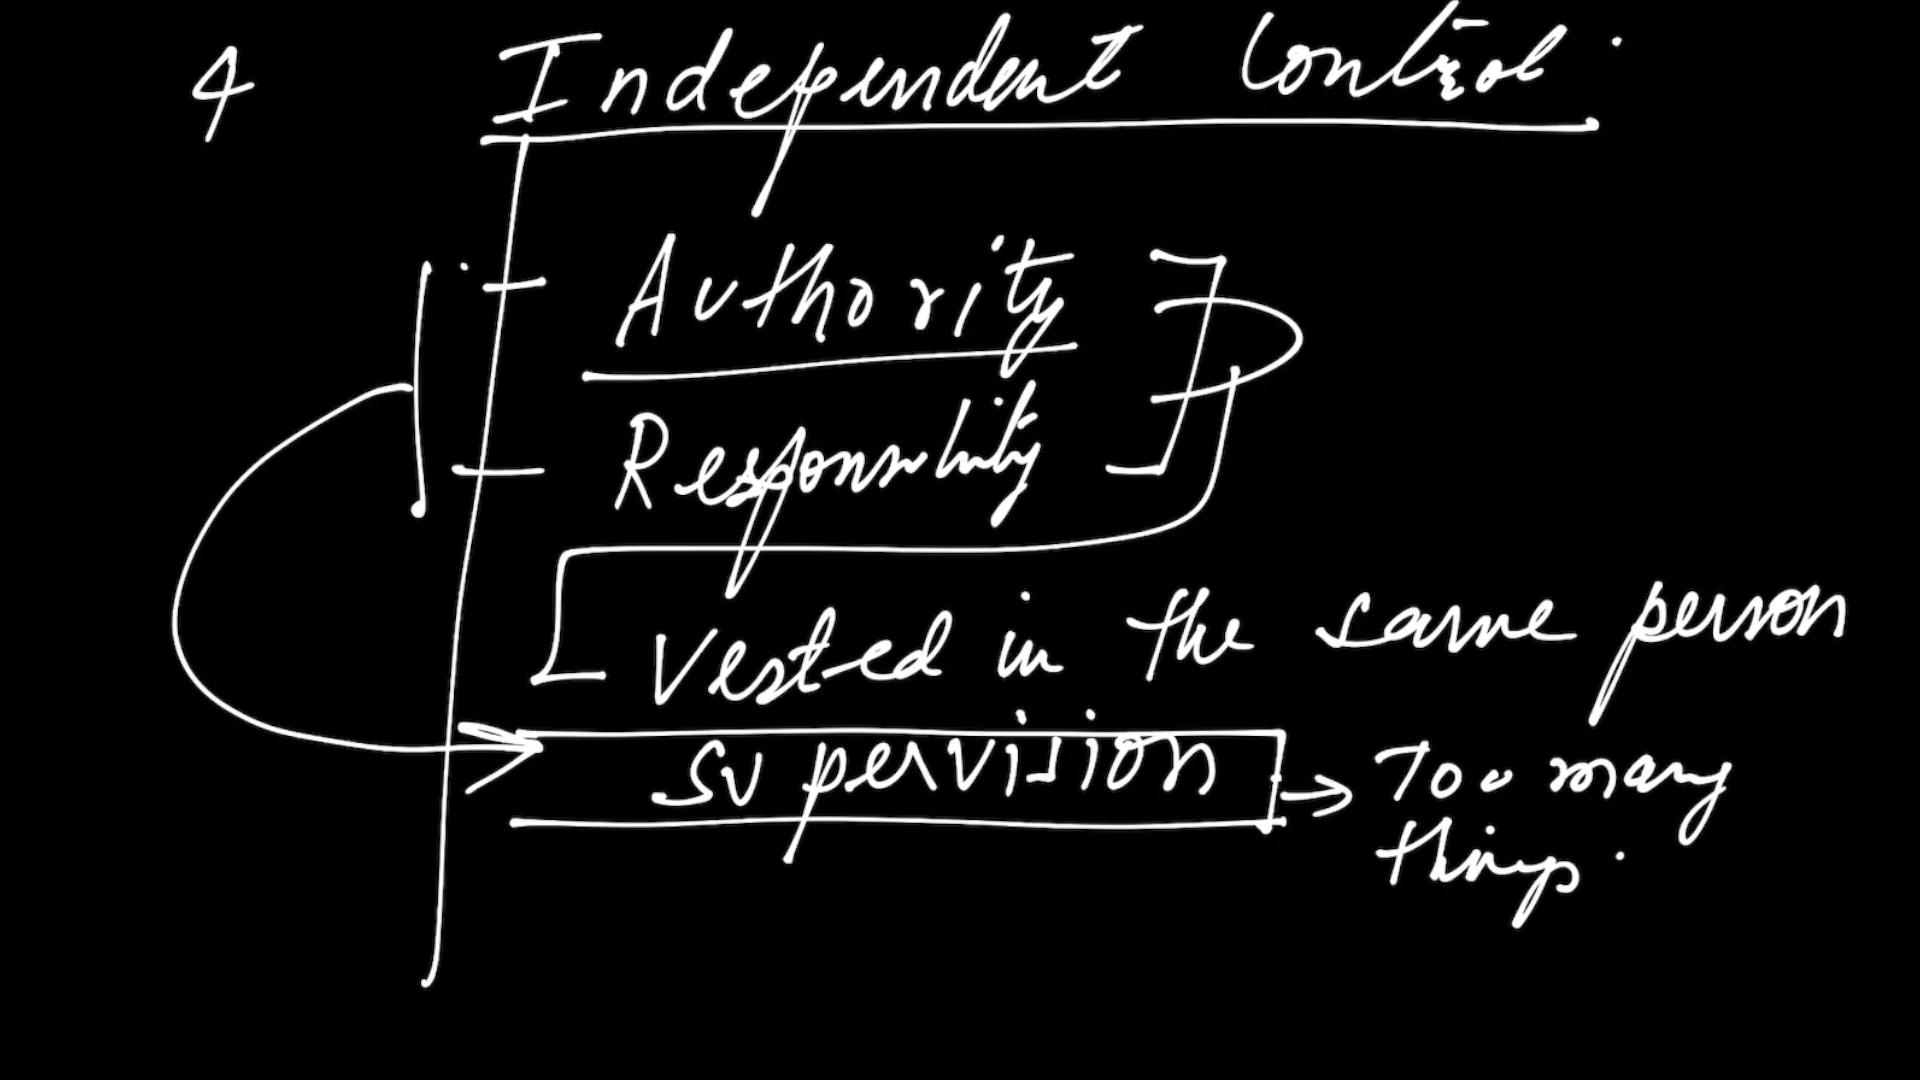 4 Independent Control.
Authority
Responsibility
Vested in the same person
Supervision → Too many
things.